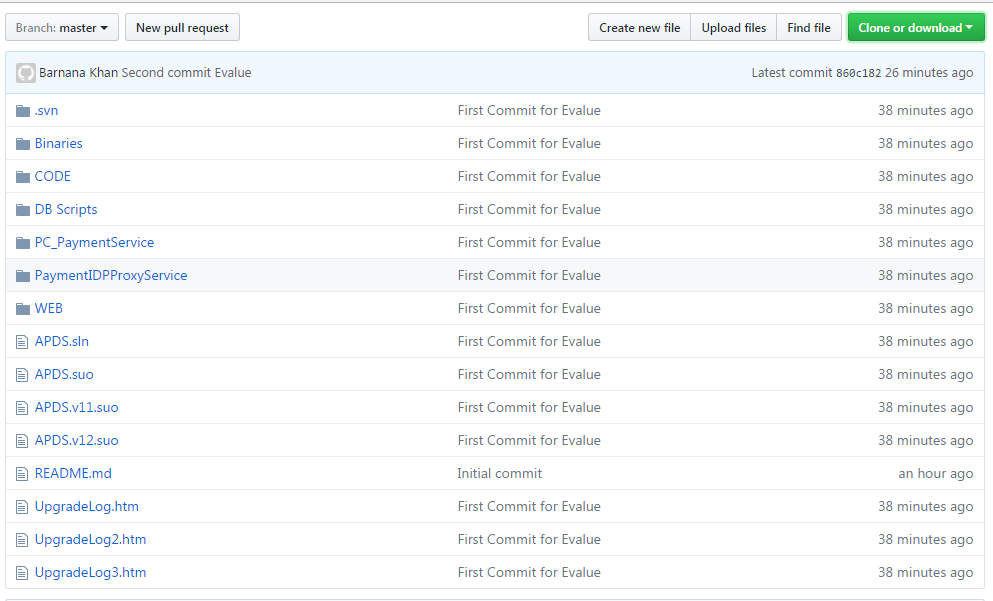 Branch: master New pull request Create new file Upload files Find file Clone or download
Barnana Khan Second commit Evalue Latest commit 860c182 26 minutes ago
.svn First Commit for Evalue 38 minutes ago
Binaries First Commit for Evalue 38 minutes ago
CODE First Commit for Evalue 38 minutes ago
DB Scripts First Commit for Evalue 38 minutes ago
PC_PaymentService First Commit for Evalue 38 minutes ago
PaymentIDPProxyService First Commit for Evalue 38 minutes ago
WEB First Commit for Evalue 38 minutes ago
APDS.sln First Commit for Evalue 38 minutes ago
APDS.suo First Commit for Evalue 38 minutes ago
APDS.v11.suo First Commit for Evalue 38 minutes ago
APDS.v12.suo First Commit for Evalue 38 minutes ago
README.md Initial commit an hour ago
UpgradeLog.htm First Commit for Evalue 38 minutes ago
UpgradeLog2.htm First Commit for Evalue 38 minutes ago
UpgradeLog3.htm First Commit for Evalue 38 minutes ago